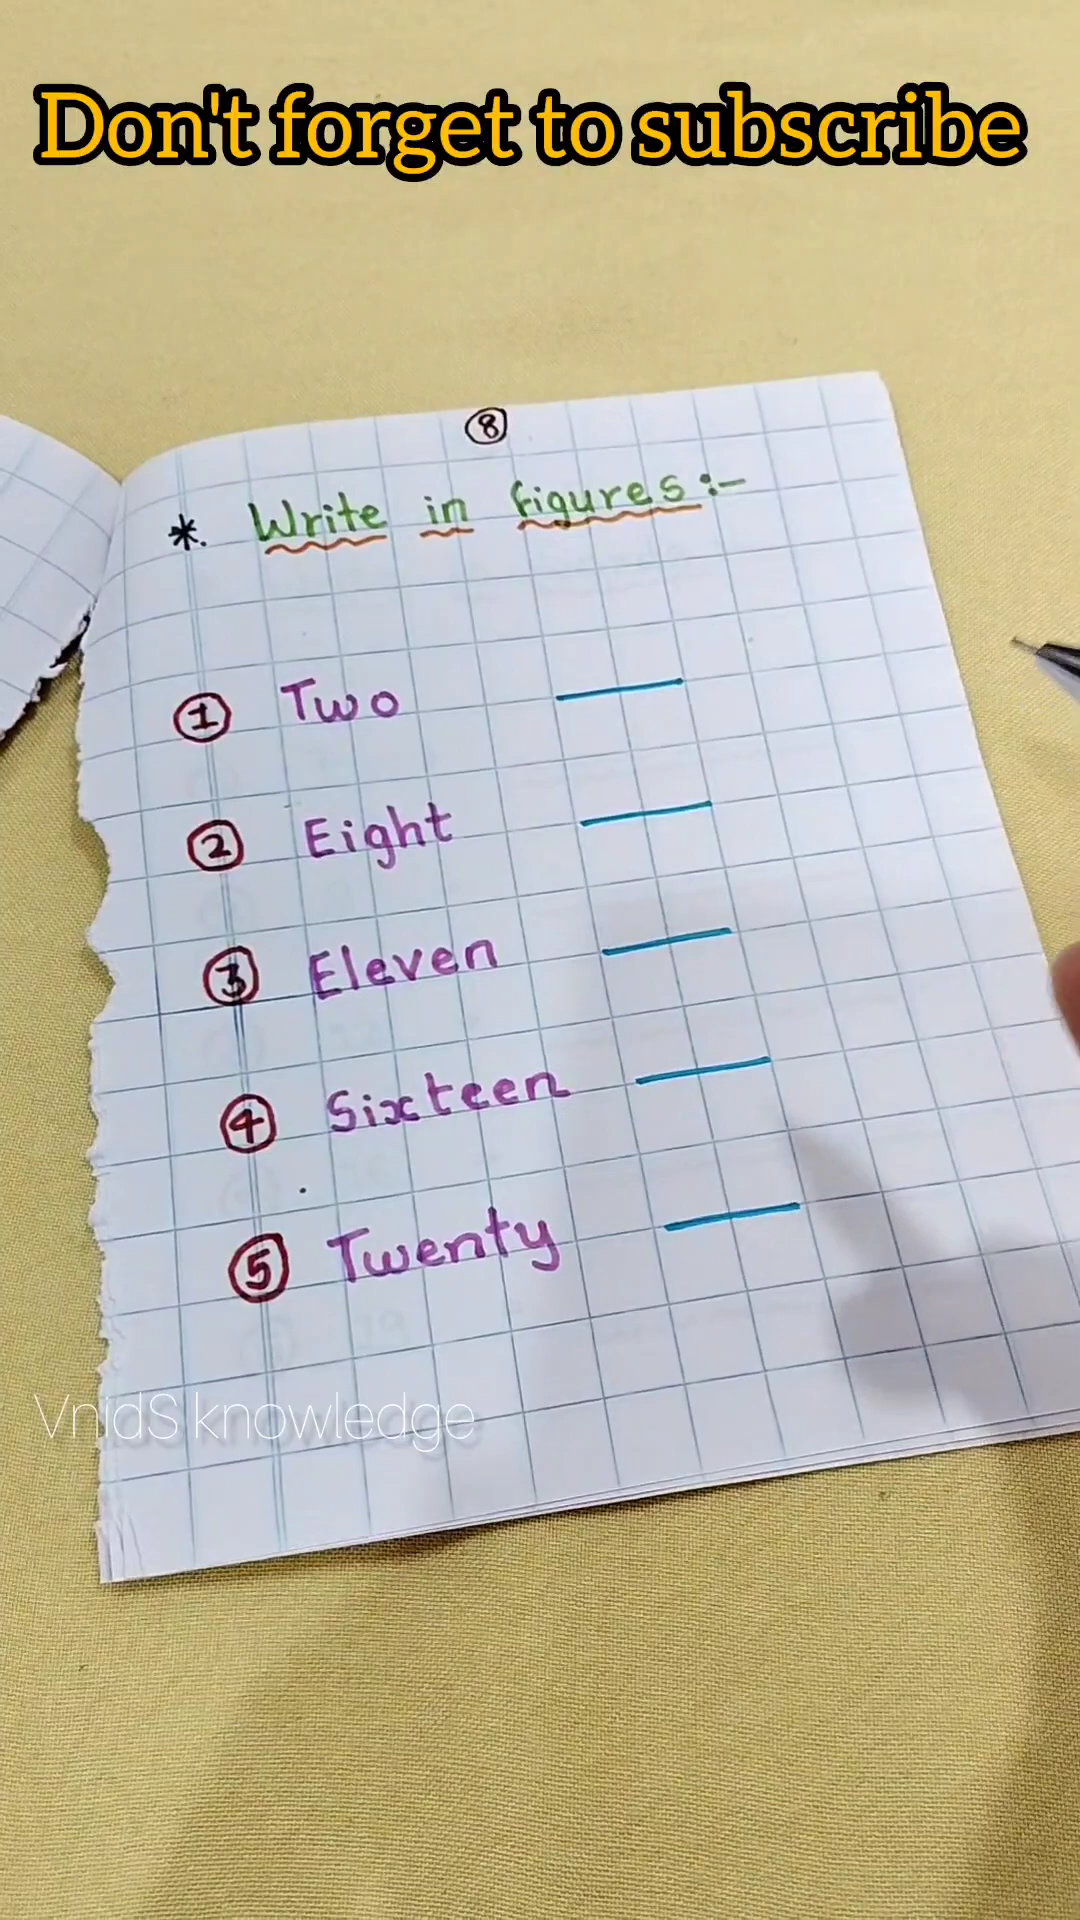 Don't forget to subscribe
8
*. Write in figures :-
1 Two
2 Eight
3 Eleven
4 Sixteen
5 Twenty
VnidS knowledge